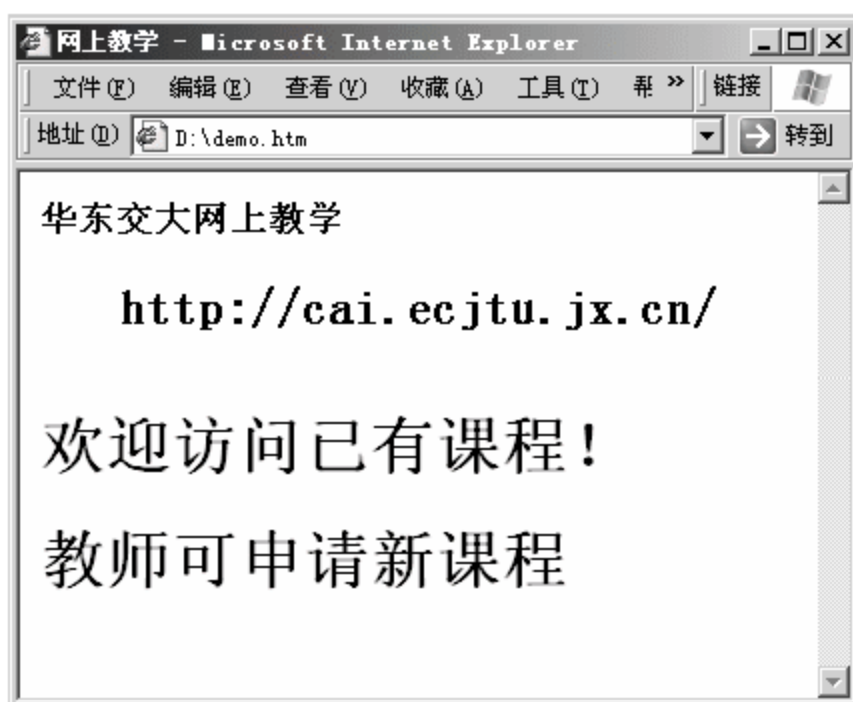 网上教学 - Microsoft Internet Explorer
文件(F) 编辑(E) 查看(V) 收藏(A) 工具(T) 帮 » 链接
地址(D) D:\demo.htm 转到
华东交大网上教学
http://cai.ecjtu.jx.cn/
欢迎访问已有课程!
教师可申请新课程